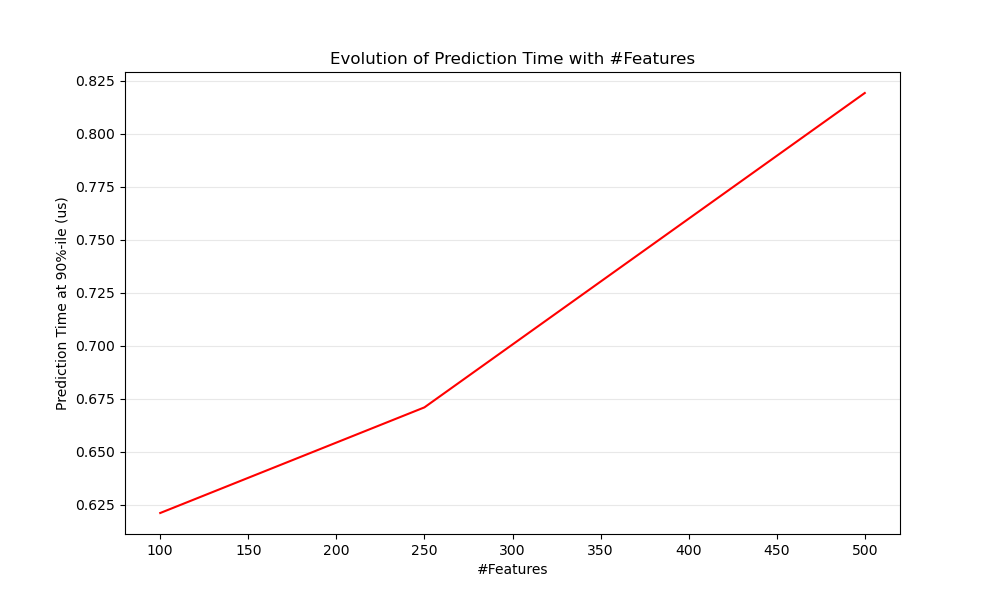 Evolution of Prediction Time with #Features
Prediction Time at 90%-ile (us)
0.825
0.800
0.775
0.750
0.725
0.700
0.675
0.650
0.625
100 150 200 250 300 350 400 450 500
#Features